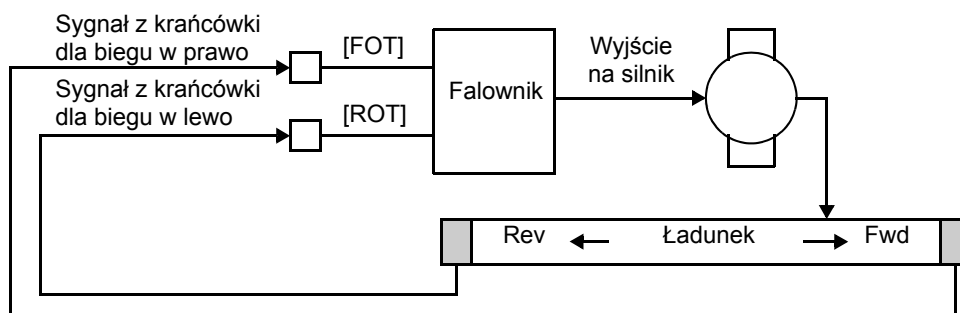 Sygnał z krańcówki
dla biegu w prawo
[FOT]
Sygnał z krańcówki
dla biegu w lewo
[ROT]
Falownik
Wyjście
na silnik
Rev
Ładunek
Fwd